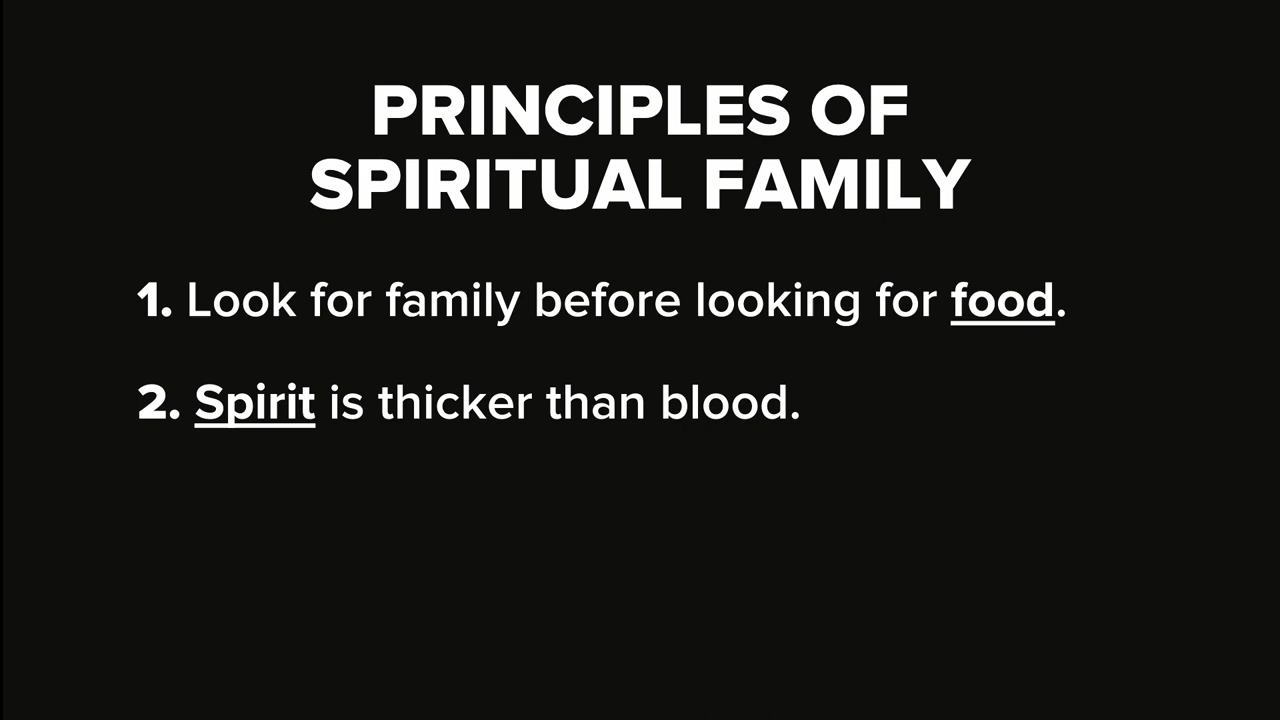 PRINCIPLES OF
SPIRITUAL FAMILY
1. Look for family before looking for food.
2. Spirit is thicker than blood.